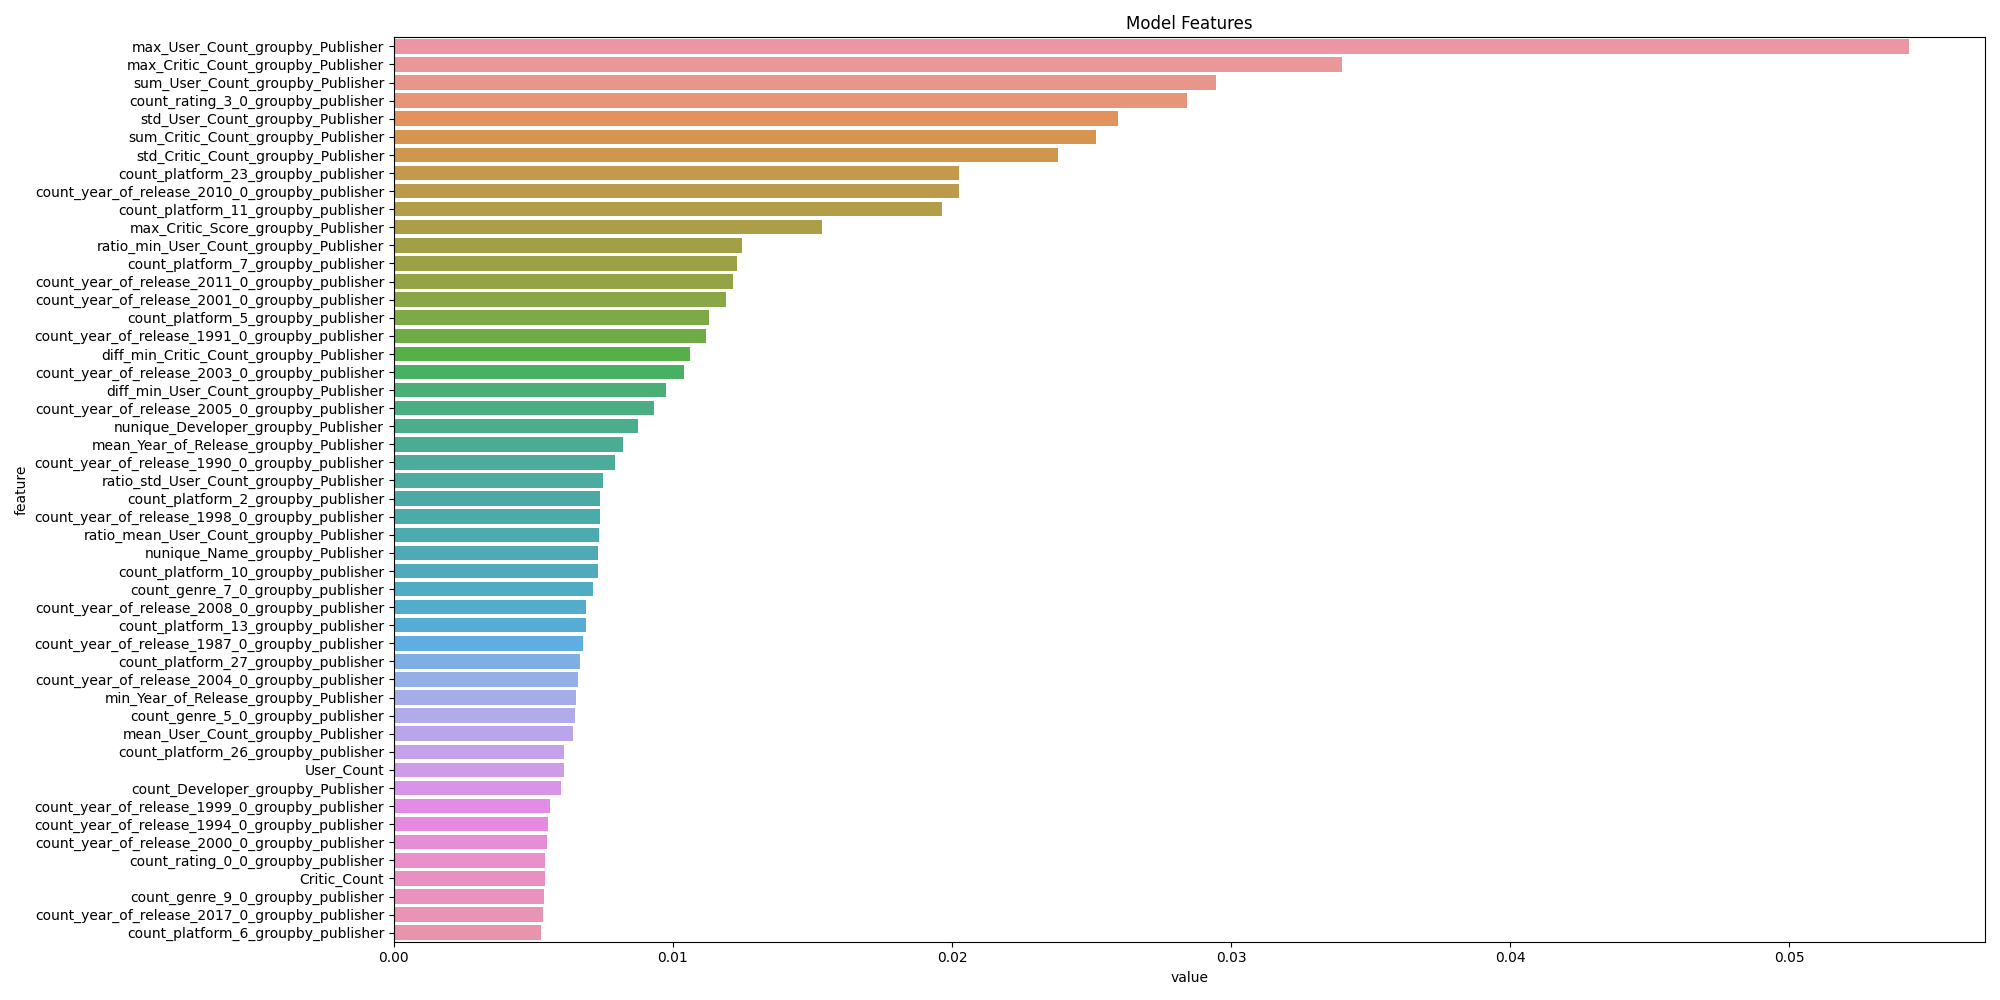 Model Features
max_User_Count_groupby_Publisher
max_Critic_Count_groupby_Publisher
sum_User_Count_groupby_Publisher
count_rating_3_0_groupby_publisher
std_User_Count_groupby_Publisher
sum_Critic_Count_groupby_Publisher
std_Critic_Count_groupby_Publisher
count_platform_23_groupby_publisher
count_year_of_release_2010_0_groupby_publisher
count_platform_11_groupby_publisher
max_Critic_Score_groupby_Publisher
ratio_min_User_Count_groupby_Publisher
count_platform_7_groupby_publisher
count_year_of_release_2011_0_groupby_publisher
count_year_of_release_2001_0_groupby_publisher
count_platform_5_groupby_publisher
count_year_of_release_1991_0_groupby_publisher
diff_min_Critic_Count_groupby_Publisher
count_year_of_release_2003_0_groupby_publisher
diff_min_User_Count_groupby_Publisher
count_year_of_release_2005_0_groupby_publisher
nunique_Developer_groupby_Publisher
mean_Year_of_Release_groupby_Publisher
count_year_of_release_1990_0_groupby_publisher
ratio_std_User_Count_groupby_Publisher
count_platform_2_groupby_publisher
count_year_of_release_1998_0_groupby_publisher
ratio_mean_User_Count_groupby_Publisher
nunique_Name_groupby_Publisher
count_platform_10_groupby_publisher
count_genre_7_0_groupby_publisher
count_year_of_release_2008_0_groupby_publisher
count_platform_13_groupby_publisher
count_year_of_release_1987_0_groupby_publisher
count_platform_27_groupby_publisher
count_year_of_release_2004_0_groupby_publisher
min_Year_of_Release_groupby_Publisher
count_genre_5_0_groupby_publisher
mean_User_Count_groupby_Publisher
count_platform_26_groupby_publisher
User_Count
count_Developer_groupby_Publisher
count_year_of_release_1999_0_groupby_publisher
count_year_of_release_1994_0_groupby_publisher
count_year_of_release_2000_0_groupby_publisher
count_rating_0_0_groupby_publisher
Critic_Count
count_genre_9_0_groupby_publisher
count_year_of_release_2017_0_groupby_publisher
count_platform_6_groupby_publisher
feature
0.00 0.01 0.02 0.03 0.04 0.05
value